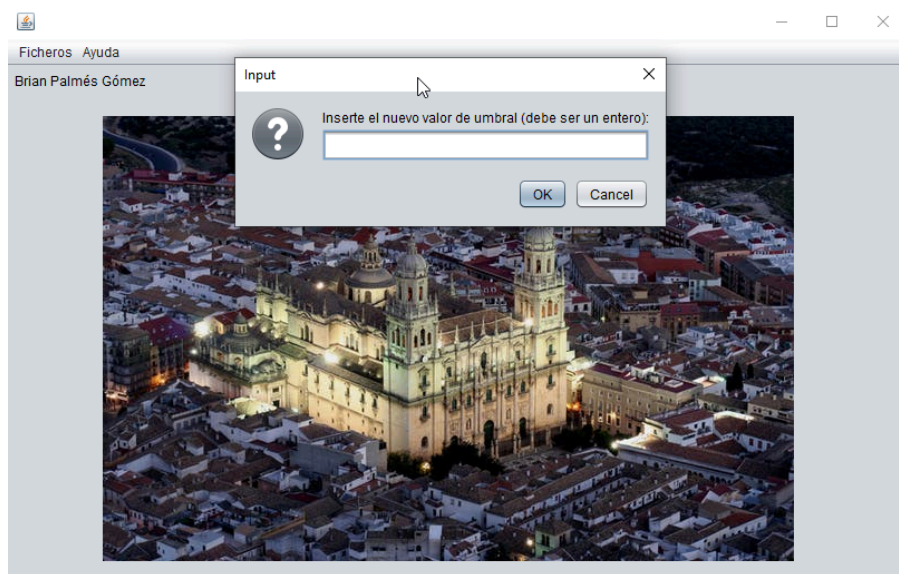 Ficheros Ayuda
Brian Palmés Gómez
Input
Inserte el nuevo valor de umbral (debe ser un entero):
OK Cancel